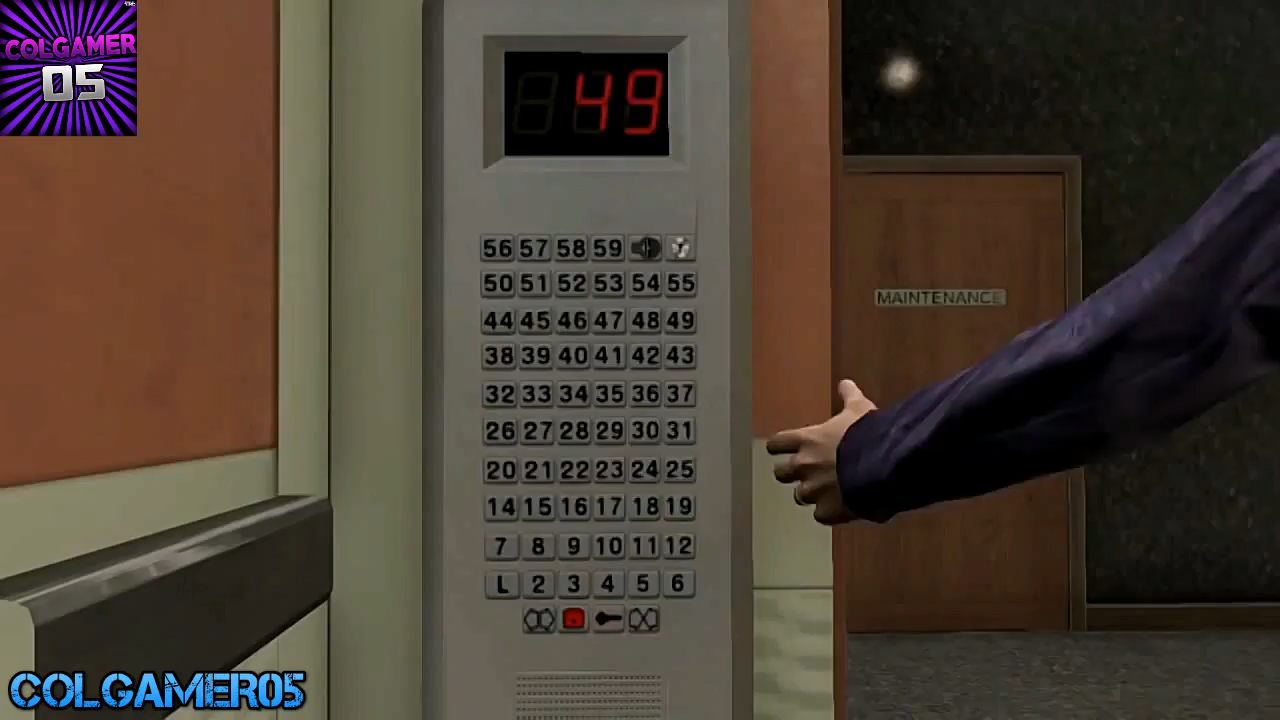 COLGAMER
05
49
56 57 58 59
50 51 52 53 54 55
44 45 46 47 48 49
38 39 40 41 42 43
32 33 34 35 36 37
26 27 28 29 30 31
20 21 22 23 24 25
14 15 16 17 18 19
7 8 9 10 11 12
L 2 3 4 5 6
MAINTENANCE
COLGAMER05